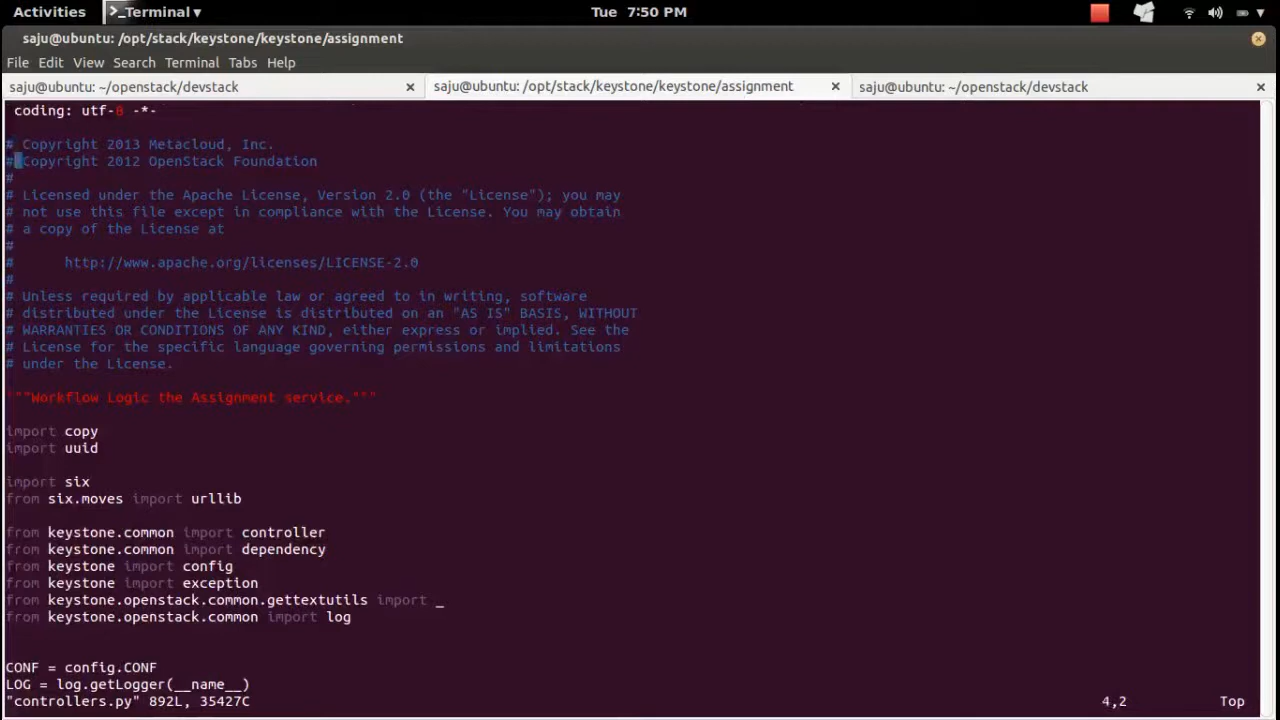 Activities Terminal Tue 7:50 PM
saju@ubuntu: /opt/stack/keystone/keystone/assignment
File Edit View Search Terminal Tabs Help
saju@ubuntu: ~/openstack/devstack saju@ubuntu: /opt/stack/keystone/keystone/assignment saju@ubuntu: ~/openstack/devstack
coding: utf-8 -*-
# Copyright 2013 Metacloud, Inc.
# Copyright 2012 OpenStack Foundation
#
# Licensed under the Apache License, Version 2.0 (the "License"); you may
# not use this file except in compliance with the License. You may obtain
# a copy of the License at
#
# http://www.apache.org/licenses/LICENSE-2.0
#
# Unless required by applicable law or agreed to in writing, software
# distributed under the License is distributed on an "AS IS" BASIS, WITHOUT
# WARRANTIES OR CONDITIONS OF ANY KIND, either express or implied. See the
# License for the specific language governing permissions and limitations
# under the License.
"""Workflow Logic the Assignment service."""
import copy
import uuid
import six
from six.moves import urllib
from keystone.common import controller
from keystone.common import dependency
from keystone import config
from keystone import exception
from keystone.openstack.common.gettextutils import _
from keystone.openstack.common import log
CONF = config.CONF
LOG = log.getLogger(__name__)
"controllers.py" 892L, 35427C 4,2 Top